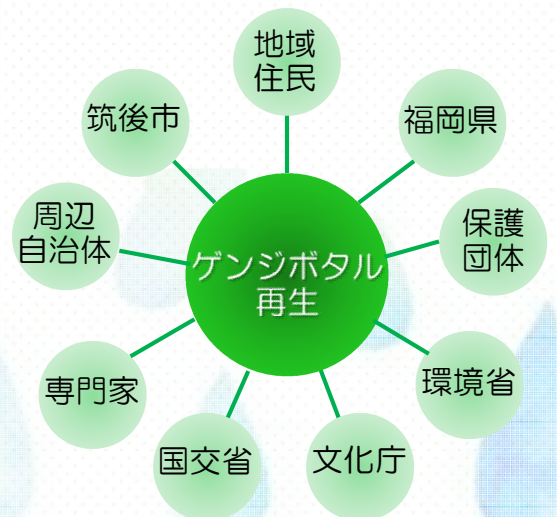 地域
住民
福岡県
保護
団体
環境省
文化庁
国交省
専門家
周辺
自治体
筑後市
ゲンジボタル
再生